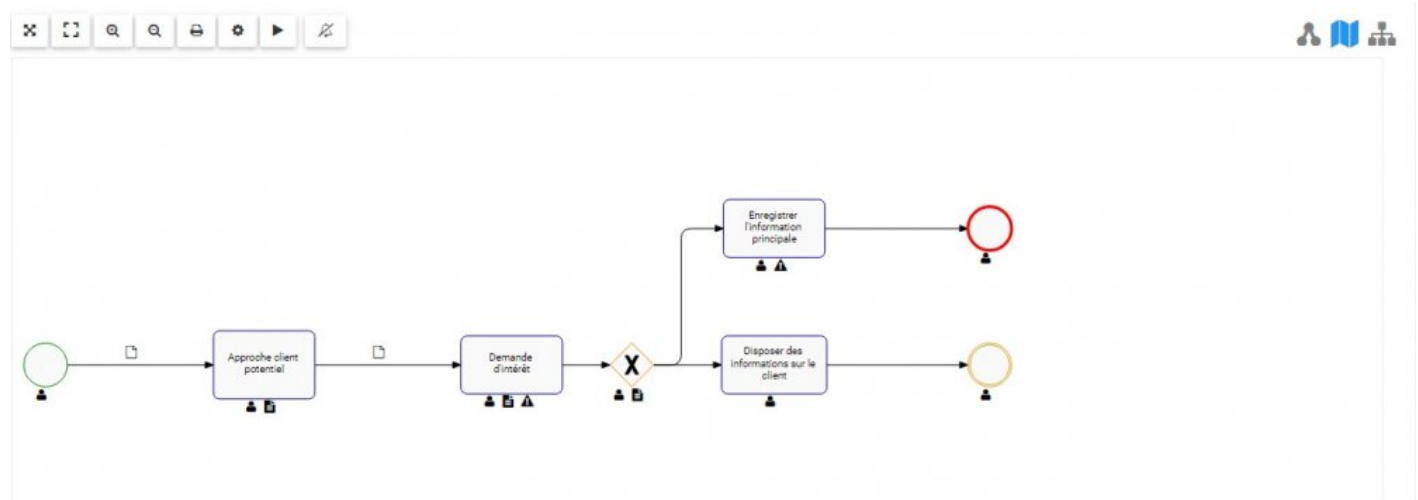 Enregistrer
l'information
principale
Approche client
potentiel
Demande
d'intérêt
X
Disposer des
informations sur le
client